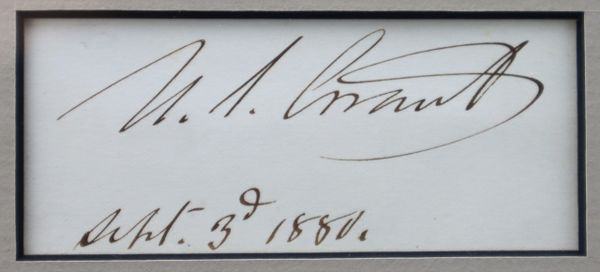 U. S. Grant
Sept. 3d 1880.